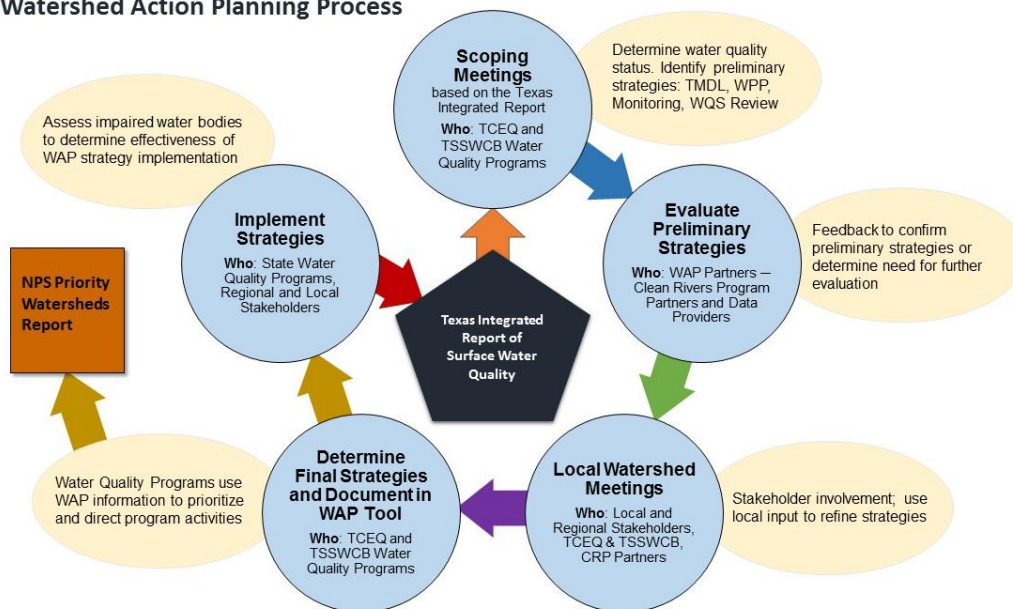 Watershed Action Planning Process
Scoping
Meetings
based on the Texas
Integrated Report
Who: TCEQ and
TSSWCB Water
Quality Programs
Determine water quality
status. Identify preliminary
strategies: TMDL, WPP,
Monitoring, WQS Review
Evaluate
Preliminary
Strategies
Who: WAP Partners —
Clean Rivers Program
Partners and Data
Providers
Feedback to confirm
preliminary strategies or
determine need for further
evaluation
Local Watershed
Meetings
Who: Local and
Regional Stakeholders,
TCEQ & TSSWCB,
CRP Partners
Stakeholder involvement; use
local input to refine strategies
Determine
Final Strategies
and Document in
WAP Tool
Who: TCEQ and
TSSWCB Water
Quality Programs
Water Quality Programs use
WAP information to prioritize
and direct program activities
NPS Priority
Watersheds
Report
Implement
Strategies
Who: State Water
Quality Programs,
Regional and Local
Stakeholders
Assess impaired water bodies
to determine effectiveness of
WAP strategy implementation
Texas Integrated
Report of
Surface Water
Quality